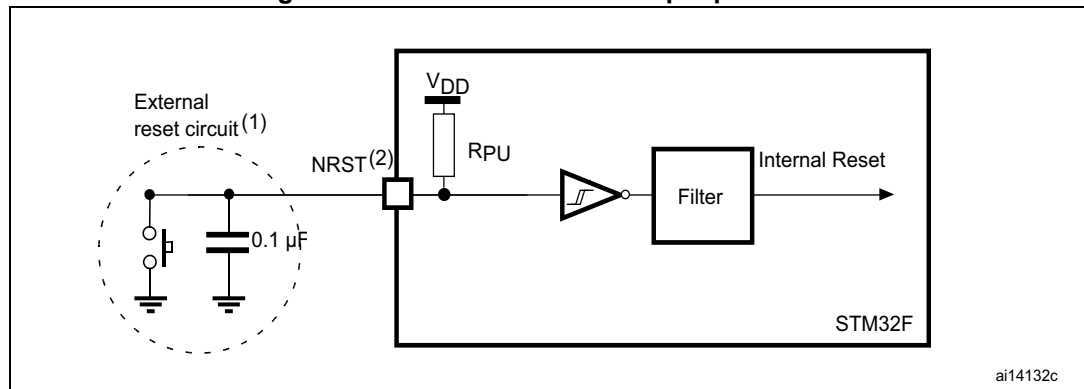 External
reset circuit(1)
NRST(2)
VDD
RPU
0.1 µF
Filter
Internal Reset
STM32F
ai14132c